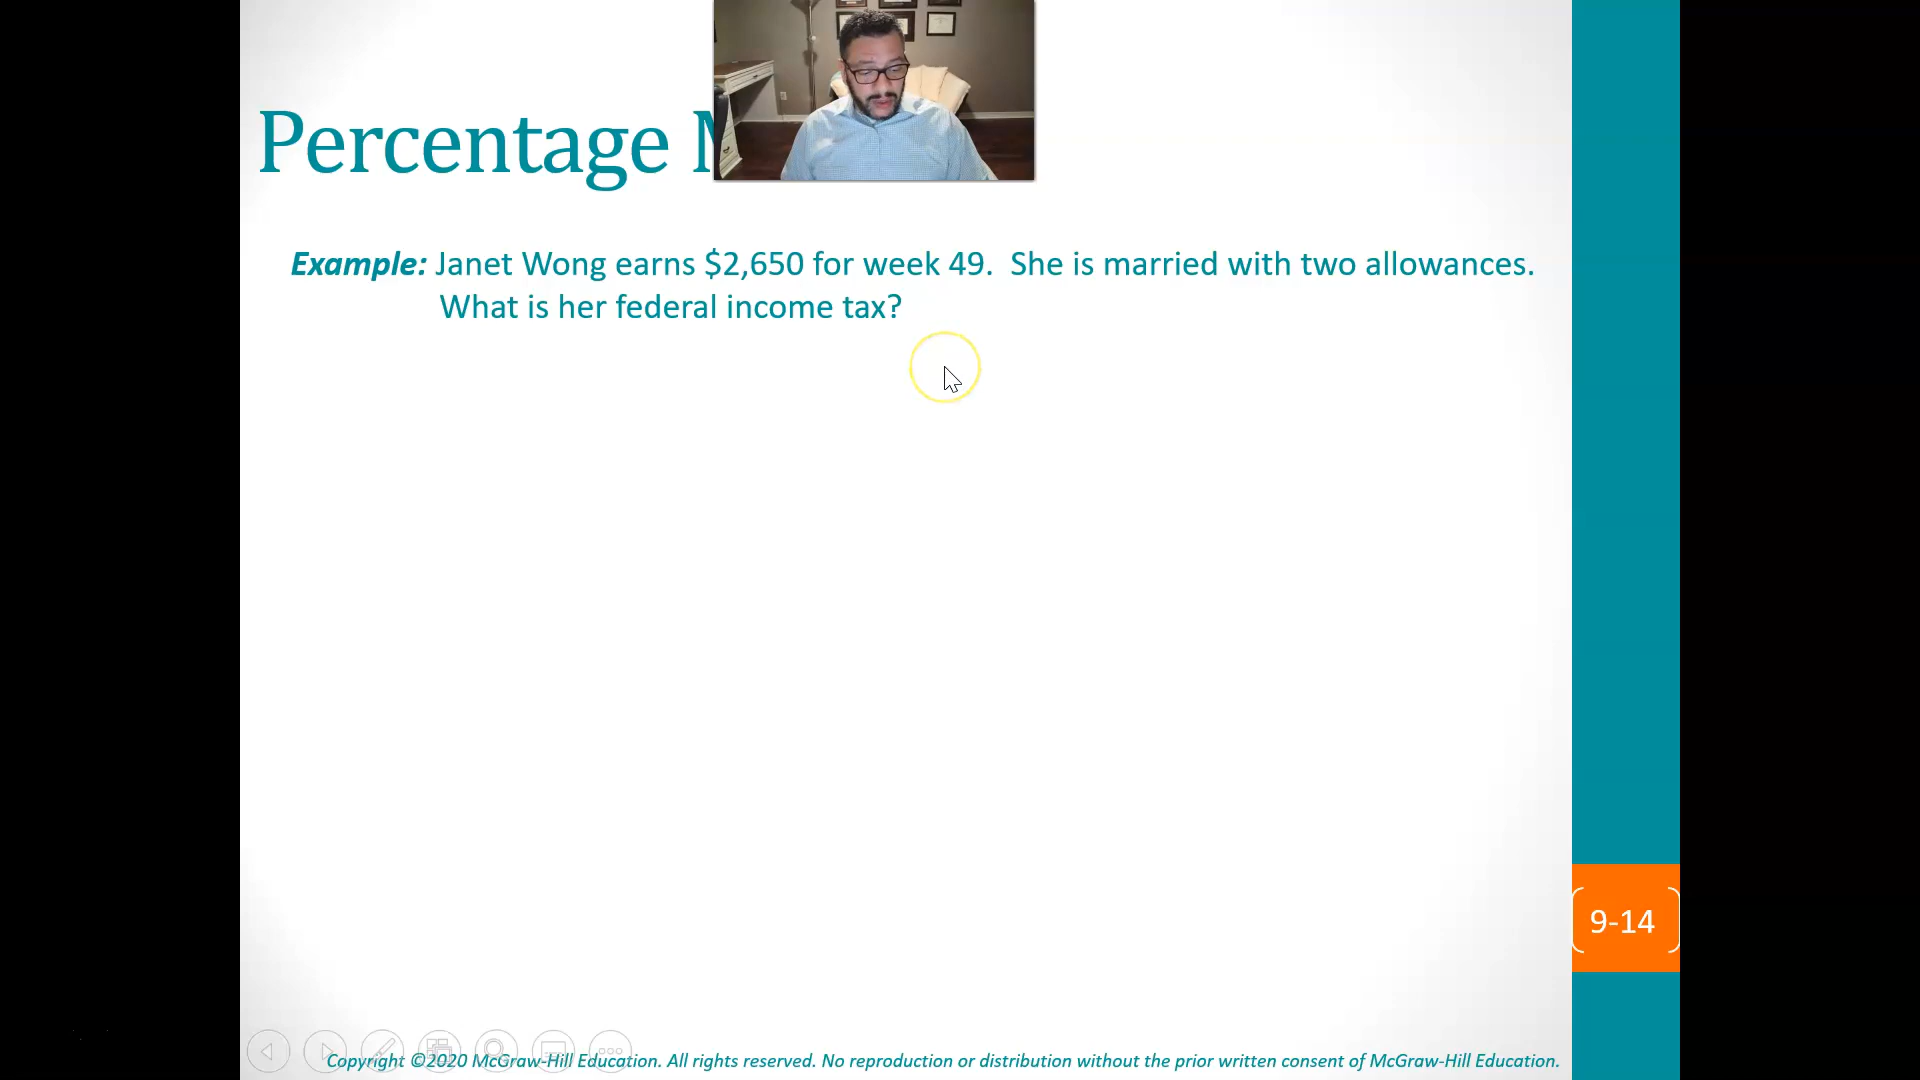 Percentage
Example: Janet Wong earns $2,650 for week 49. She is married with two allowances.
What is her federal income tax?
9-14
Copyright ©2020 McGraw-Hill Education. All rights reserved. No reproduction or distribution without the prior written consent of McGraw-Hill Education.